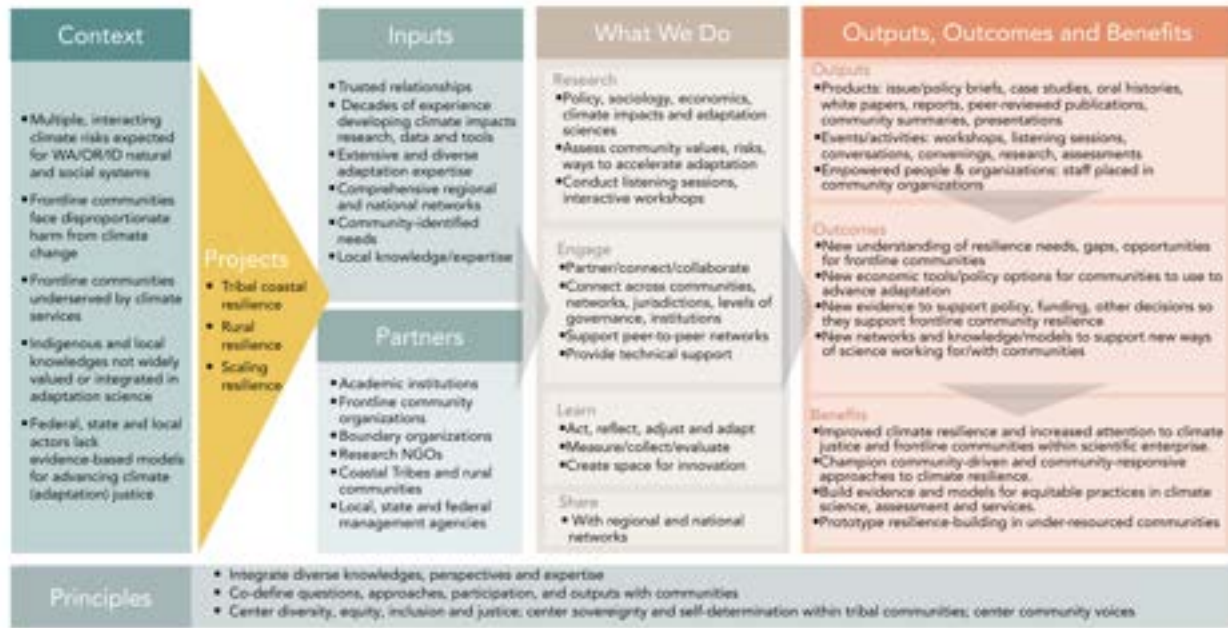 Context
•Multiple, interacting
climate risks expected
for WA/OR/ID natural
and social systems
•Frontline communities
face disproportionate
harm from climate
change
•Frontline communities
underserved by climate
services
•Indigenous and local
knowledges not widely
valued or integrated in
adaptation science
•Federal, state and local
actors lack
evidence-based models
for advancing climate
(adaptation) justice
Projects
• Tribal coastal
resilience
• Rural
resilience
• Scaling
resilience
Inputs
•Trusted relationships
• Decades of experience
developing climate impacts
research, data and tools
•Extensive and diverse
adaptation expertise
•Comprehensive regional
and national networks
•Community-identified
needs
•Local knowledge/expertise
Partners
•Academic institutions
•Frontline community
organizations
•Boundary organizations
•Research NGOs
•Coastal Tribes and rural
communities
•Local, state and federal
management agencies
What We Do
Research
•Policy, sociology, economics,
climate impacts and adaptation
sciences
•Assess community values, risks,
ways to accelerate adaptation
•Conduct listening sessions,
interactive workshops
Engage
•Partner/connect/collaborate
•Connect across communities,
networks, jurisdictions, levels of
governance, institutions
•Support peer-to-peer networks
•Provide technical support
Learn
•Act, reflect, adjust and adapt
•Measure/collect/evaluate
•Create space for innovation
Share
• With regional and national
networks
Outputs, Outcomes and Benefits
Outputs
•Products: issue/policy briefs, case studies, oral histories,
white papers, reports, peer-reviewed publications,
community summaries, presentations
•Events/activities: workshops, listening sessions,
conversations, convenings, research, assessments
•Empowered people & organizations: staff placed in
community organizations
Outcomes
•New understanding of resilience needs, gaps, opportunities
for frontline communities
•New economic tools/policy options for communities to use to
advance adaptation
•New evidence to support policy, funding, other decisions so
they support frontline community resilience
•New networks and knowledge/models to support new ways
of science working for/with communities
Benefits
•Improved climate resilience and increased attention to climate
justice and frontline communities within scientific enterprise.
•Champion community-driven and community-responsive
approaches to climate resilience.
•Build evidence and models for equitable practices in climate
science, assessment and services.
•Prototype resilience-building in under-resourced communities
Principles
• Integrate diverse knowledges, perspectives and expertise
• Co-define questions, approaches, participation, and outputs with communities
• Center diversity, equity, inclusion and justice; center sovereignty and self-determination within tribal communities; center community voices